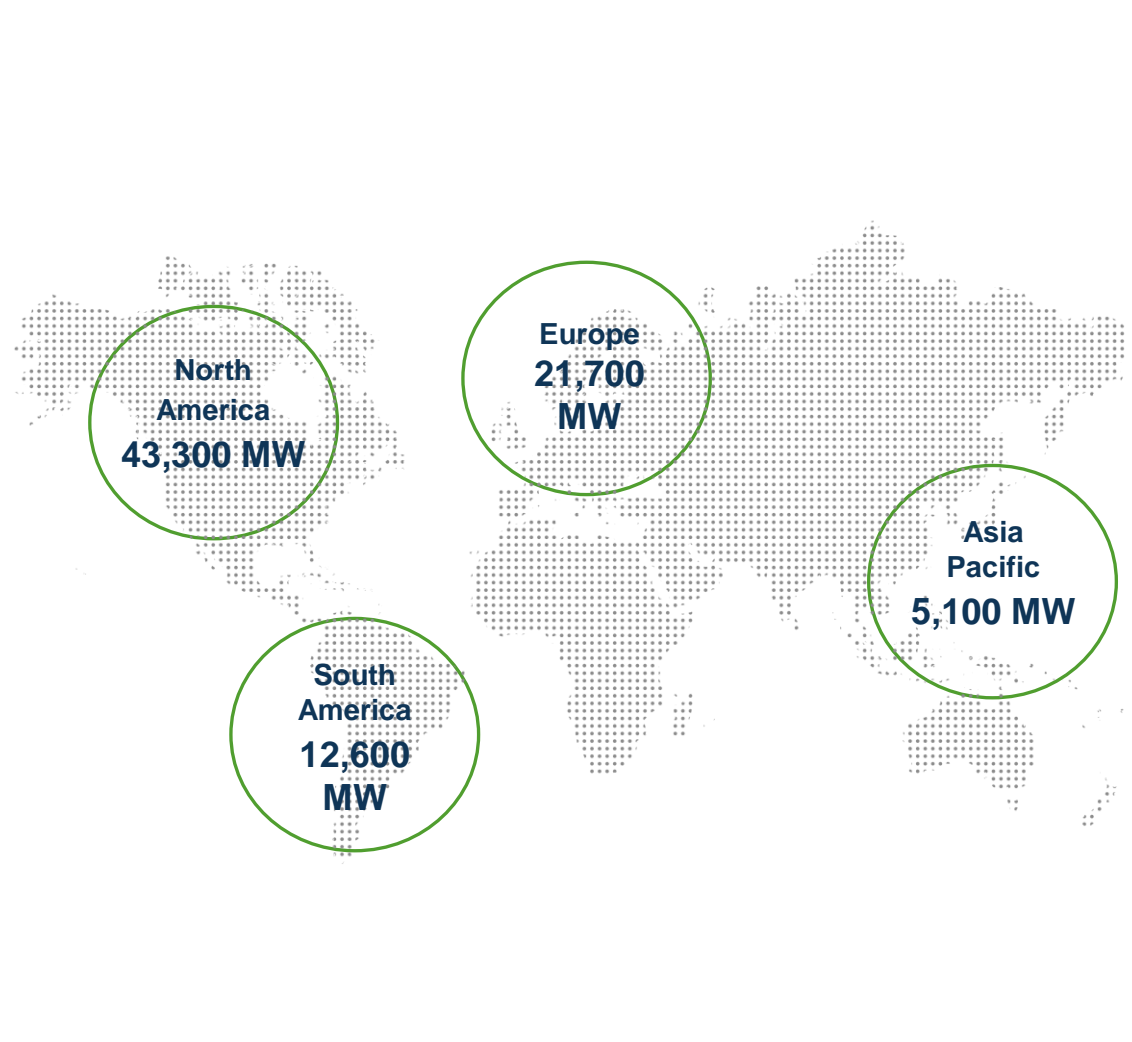 North
America
43,300 MW
Europe
21,700
MW
Asia
Pacific
5,100 MW
South
America
12,600
MW